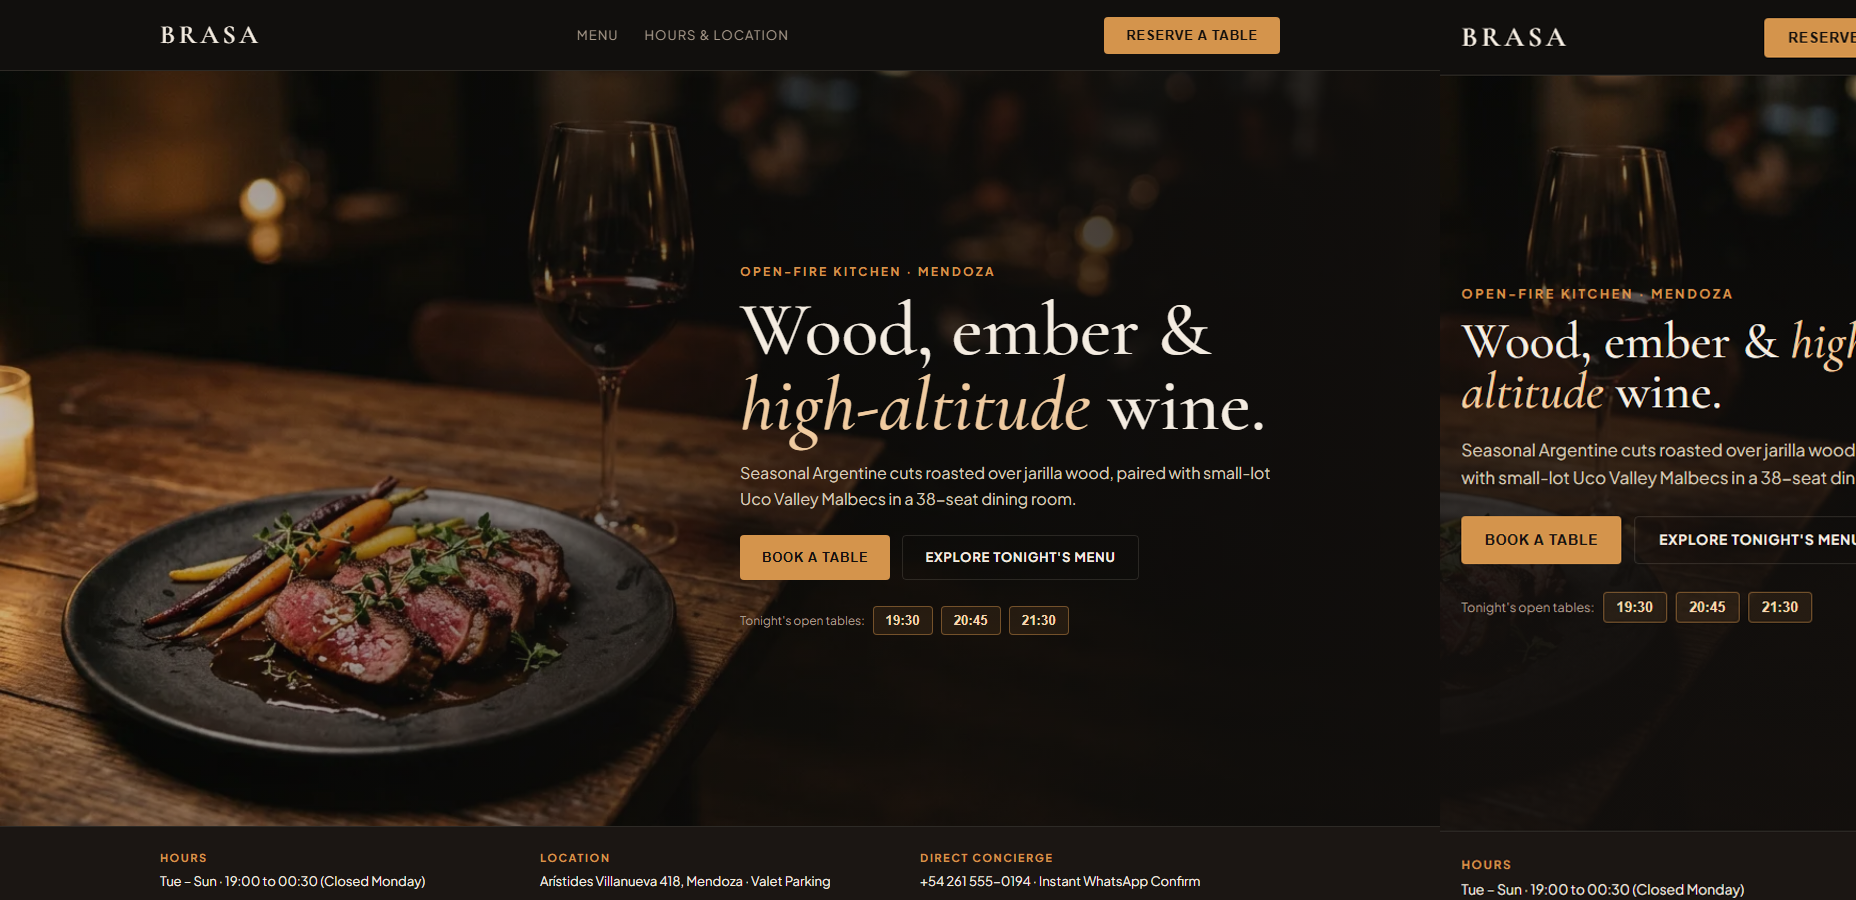 BRASA
MENU
HOURS & LOCATION
RESERVE A TABLE
OPEN-FIRE KITCHEN · MENDOZA
Wood, ember &
high-altitude wine.
Seasonal Argentine cuts roasted over jarilla wood, paired with small-lot
Uco Valley Malbecs in a 38–seat dining room.
BOOK A TABLE
EXPLORE TONIGHT'S MENU
Tonight's open tables:
19:30
20:45
21:30
HOURS
Tue – Sun · 19:00 to 00:30 (Closed Monday)
LOCATION
Arístides Villanueva 418, Mendoza · Valet Parking
DIRECT CONCIERGE
+54 261 555–0194 · Instant WhatsApp Confirm
BRASA
RESERVE
OPEN-FIRE KITCHEN · MENDOZA
Wood, ember & high
altitude wine.
Seasonal Argentine cuts roasted over jarilla wood
with small-lot Uco Valley Malbecs in a 38–seat din
BOOK A TABLE
EXPLORE TONIGHT'S MENU
Tonight's open tables:
19:30
20:45
21:30
HOURS
Tue – Sun · 19:00 to 00:30 (Closed Monday)